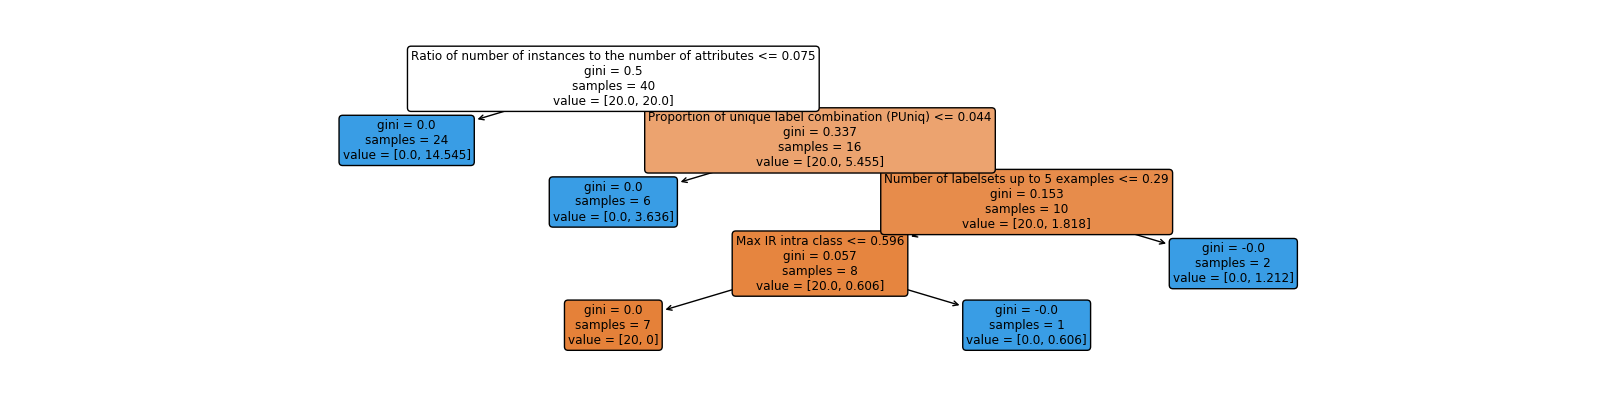 Ratio of number of instances to the number of attributes <= 0.075
gini = 0.5
samples = 40
value = [20.0, 20.0]
gini = 0.0
samples = 24
value = [0.0, 14.545]
Proportion of unique label combination (PUniq) <= 0.044
gini = 0.337
samples = 16
value = [20.0, 5.455]
gini = 0.0
samples = 6
value = [0.0, 3.636]
Number of labelsets up to 5 examples <= 0.29
gini = 0.153
samples = 10
value = [20.0, 1.818]
Max IR intra class <= 0.596
gini = 0.057
samples = 8
value = [20.0, 0.606]
gini = -0.0
samples = 2
value = [0.0, 1.212]
gini = 0.0
samples = 7
value = [20, 0]
gini = -0.0
samples = 1
value = [0.0, 0.606]